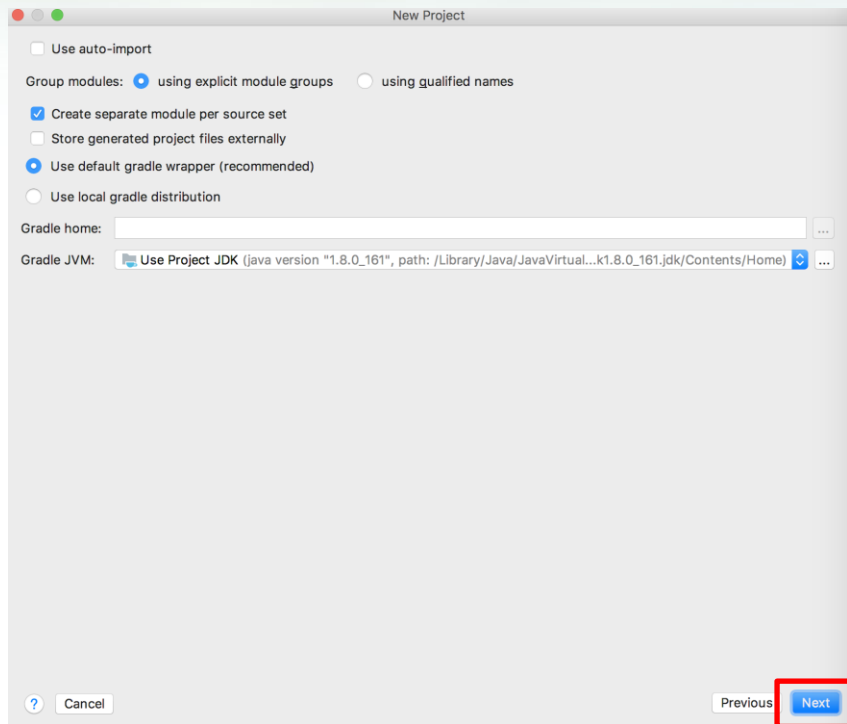 New Project
Use auto-import
Group modules: using explicit module groups using qualified names
Create separate module per source set
Store generated project files externally
Use default gradle wrapper (recommended)
Use local gradle distribution
Gradle home: ...
Gradle JVM: Use Project JDK (java version "1.8.0_161", path: /Library/Java/JavaVirtual...k1.8.0_161.jdk/Contents/Home) ...
? Cancel Previous Next